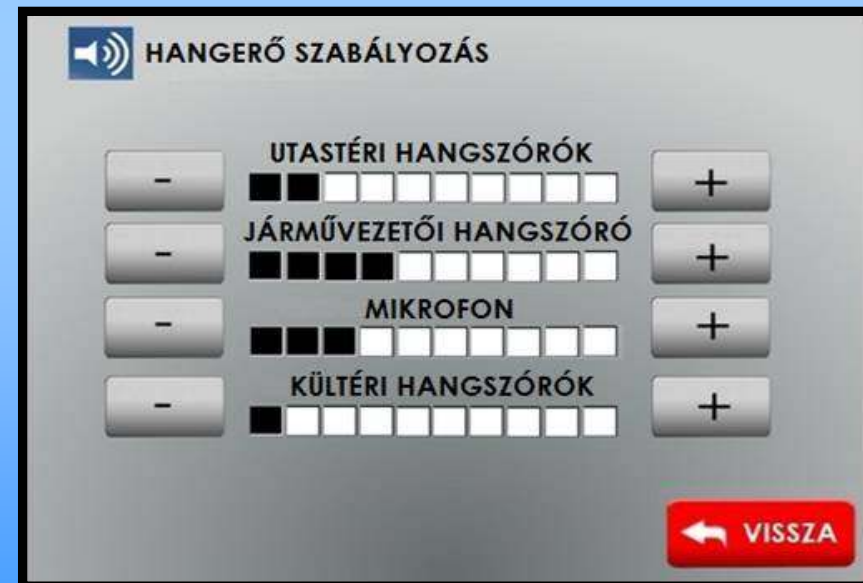 HANGERŐ SZABÁLYOZÁS
UTASTÉRI HANGSZÓRÓK
- +
JÁRMŰVEZETŐI HANGSZÓRÓ
- +
MIKROFON
- +
KÜLTÉRI HANGSZÓRÓK
- +
VISSZA